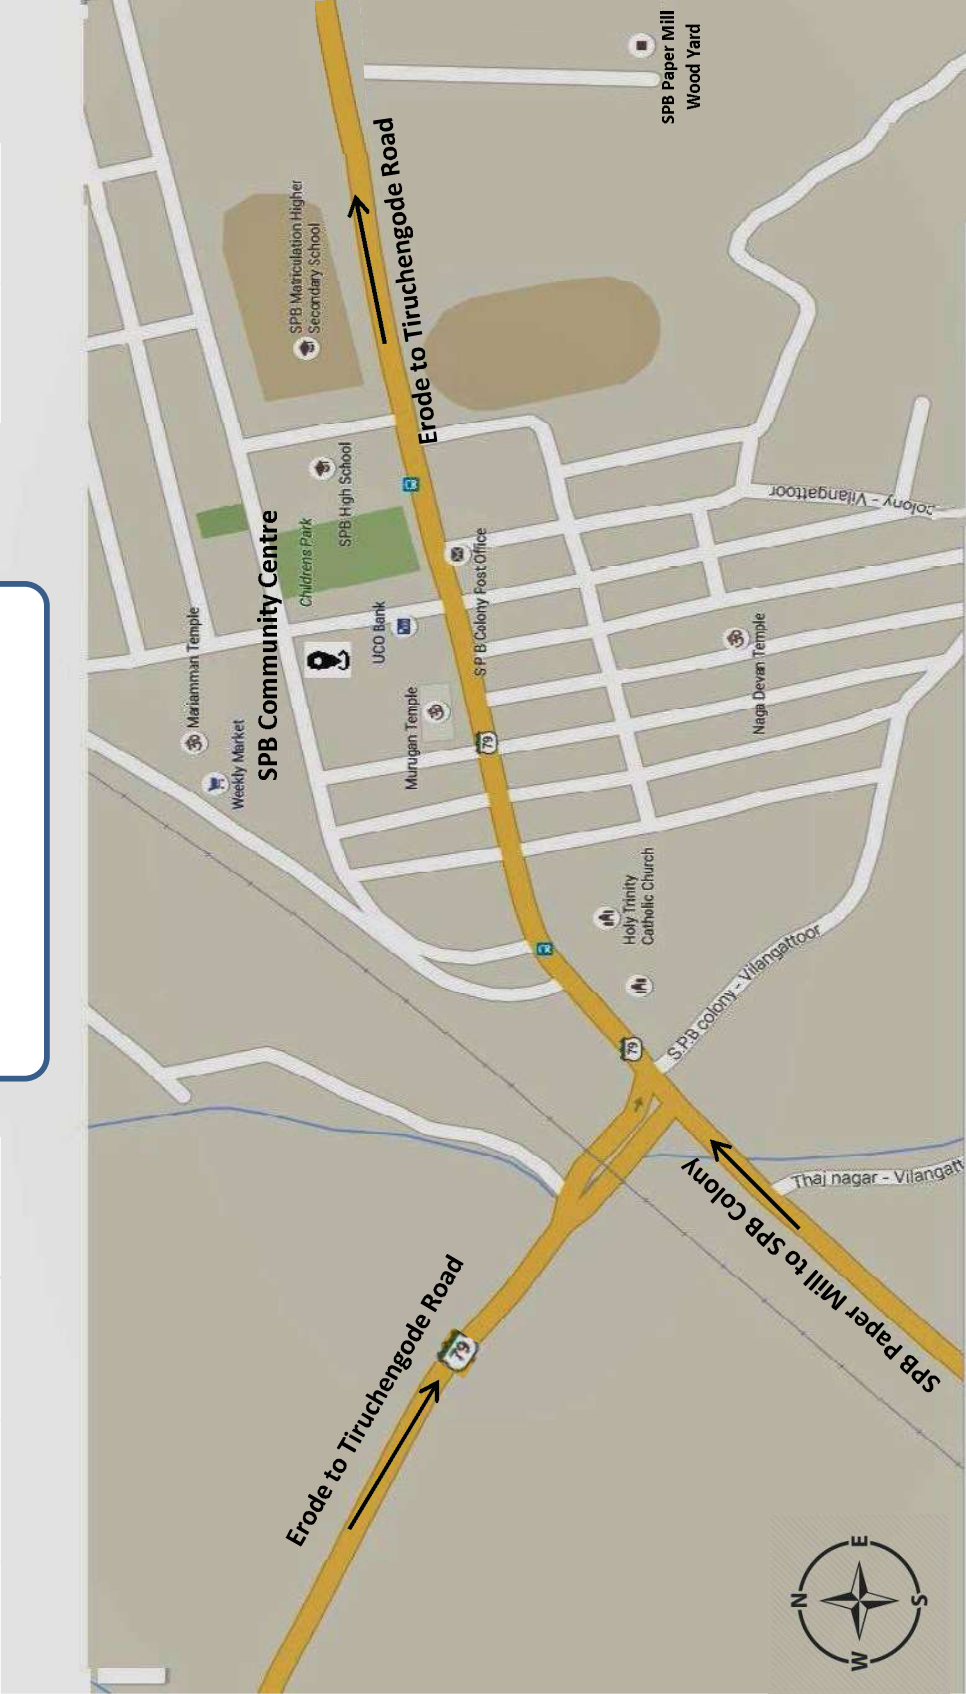 Erode to Tiruchengode Road
79
SPB Paper Mill to SPB Colony
Thaj nagar - Vilangatt
79
S.P.B colony - Vilangattoor
Holy Trinity
Catholic Church
Mariamman Temple
Weekly Market
SPB Community Centre
Murugan Temple
79
UCO Bank
Childrens Park
SPB High School
S P B Colony Post Office
Naga Devan Temple
colony - Vilangattoor
SPB Matriculation Higher
Secondary School
Erode to Tiruchengode Road
SPB Paper Mill
Wood Yard
N
E
S
W